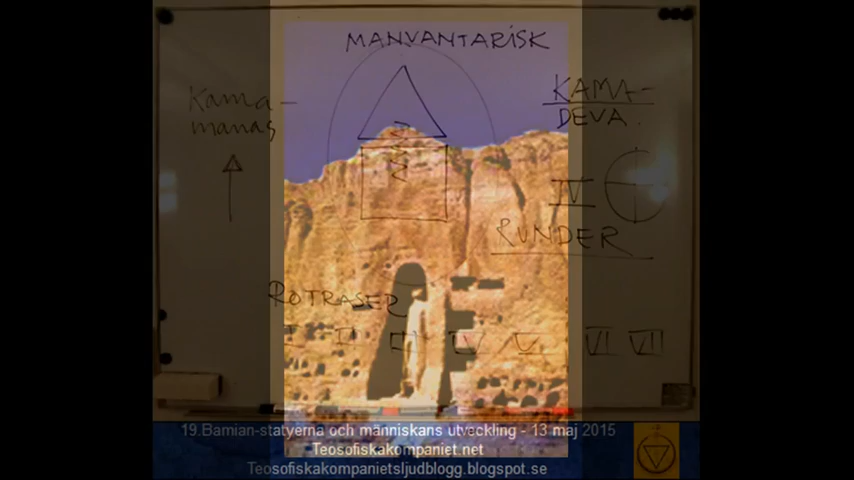 MANVANTARISK
Kama-
manas
KAMA-
DEVA.
IV
RUNDER
ROTRASER
I II III IV V VI VII
19.Bamian-statyerna och människans utveckling - 13 maj 2015
Teosofiskakompaniet.net
Teosofiskakompanietsljudblogg.blogspot.se